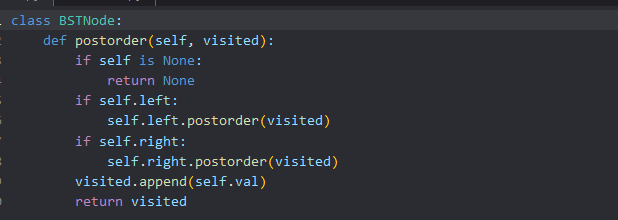 class BSTNode:
    def postorder(self, visited):
        if self is None:
            return None
        if self.left:
            self.left.postorder(visited)
        if self.right:
            self.right.postorder(visited)
        visited.append(self.val)
        return visited